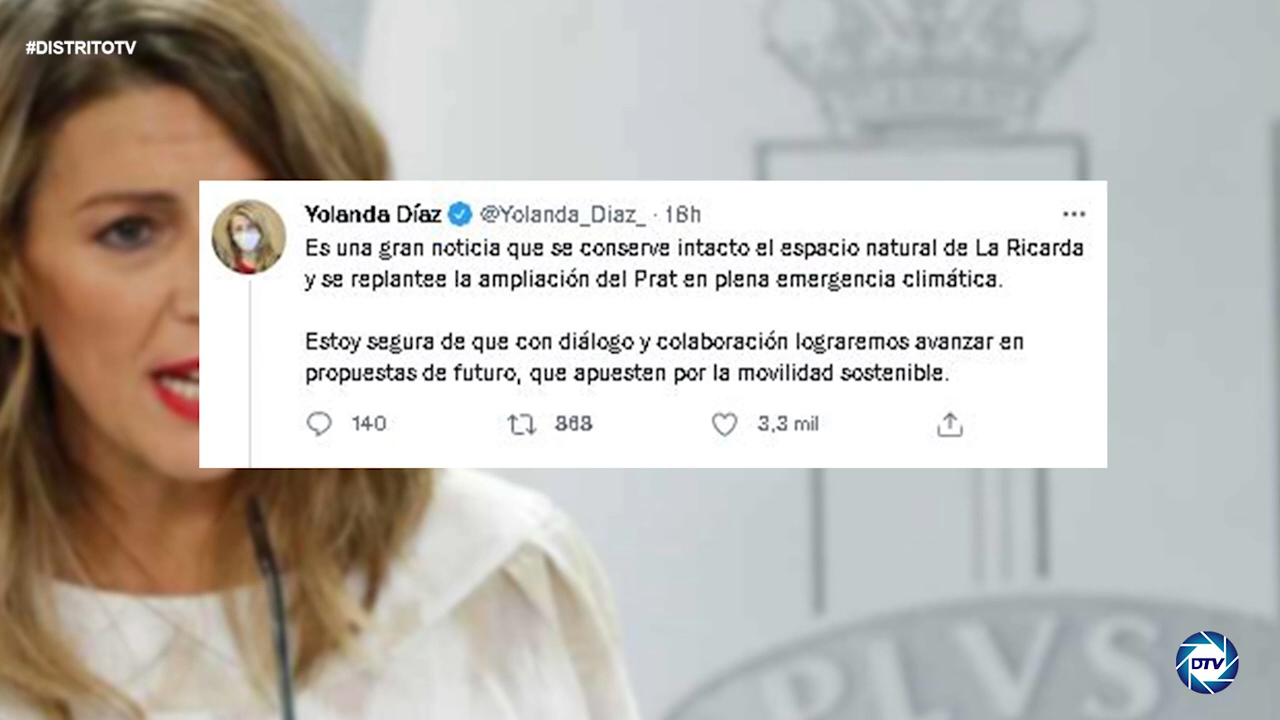 #DISTRITOTV
Yolanda Díaz @Yolanda_Diaz_ · 18h
Es una gran noticia que se conserve intacto el espacio natural de La Ricarda
y se replantee la ampliación del Prat en plena emergencia climática.
Estoy segura de que con diálogo y colaboración lograremos avanzar en
propuestas de futuro, que apuesten por la movilidad sostenible.
140 868 3,3 mil
PLVS
DTV